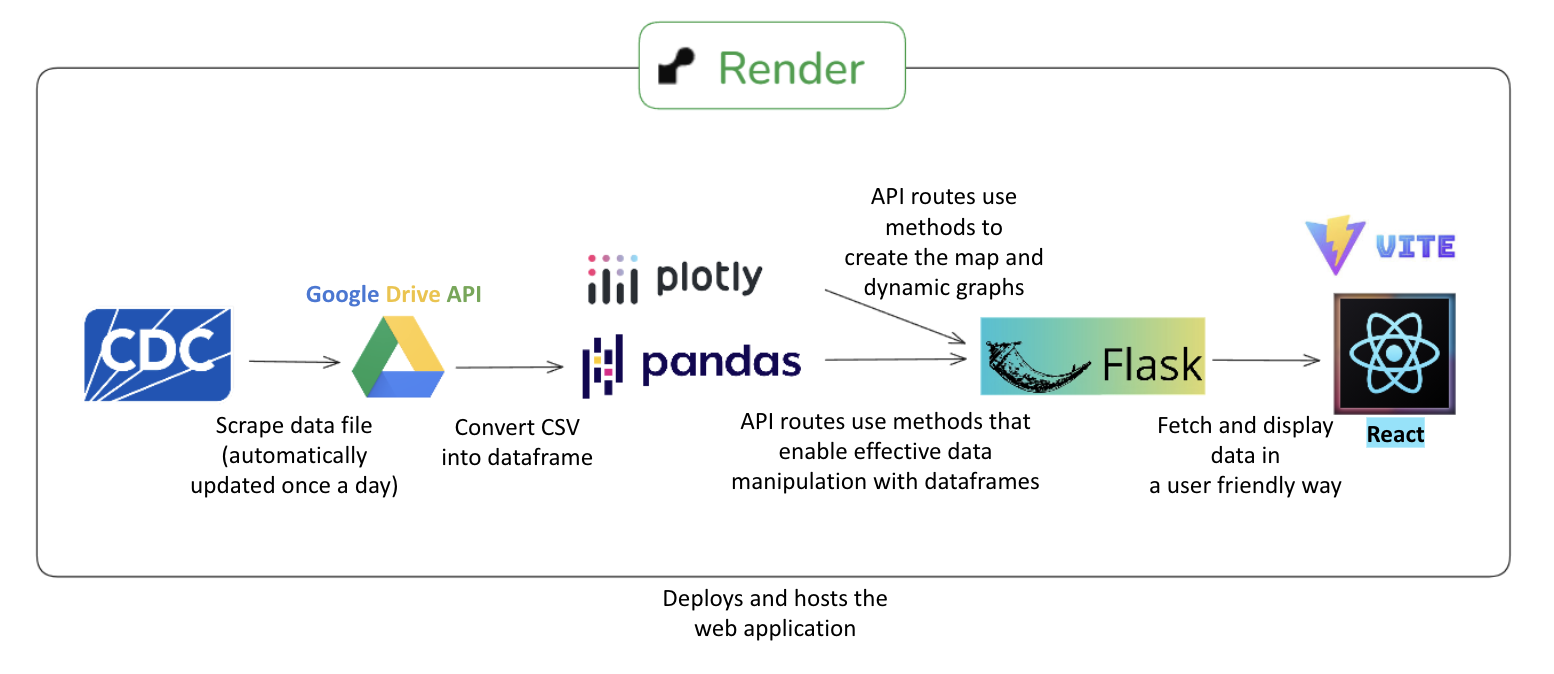 Render
API routes use
methods to
create the map and
dynamic graphs
VITE
plotly
Google Drive API
CDC
pandas
Flask
React
Scrape data file
(automatically
updated once a day)
Convert CSV
into dataframe
API routes use methods that
enable effective data
manipulation with dataframes
Fetch and display
data in
a user friendly way
Deploys and hosts the
web application